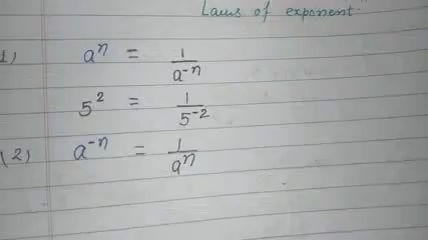 Laws of exponent.
1) aⁿ = 1/a⁻ⁿ
5² = 1/5⁻²
(2) a⁻ⁿ = 1/aⁿ